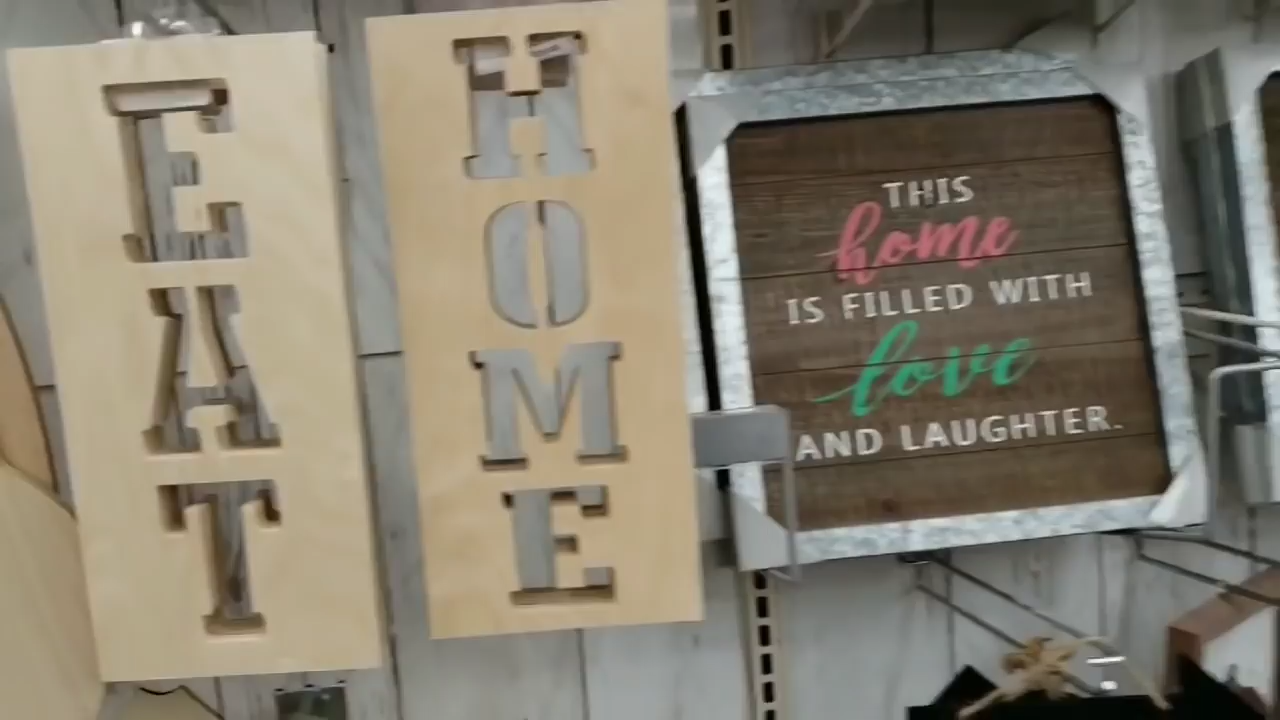 EAT
HOME
THIS
home
IS FILLED WITH
love
AND LAUGHTER.